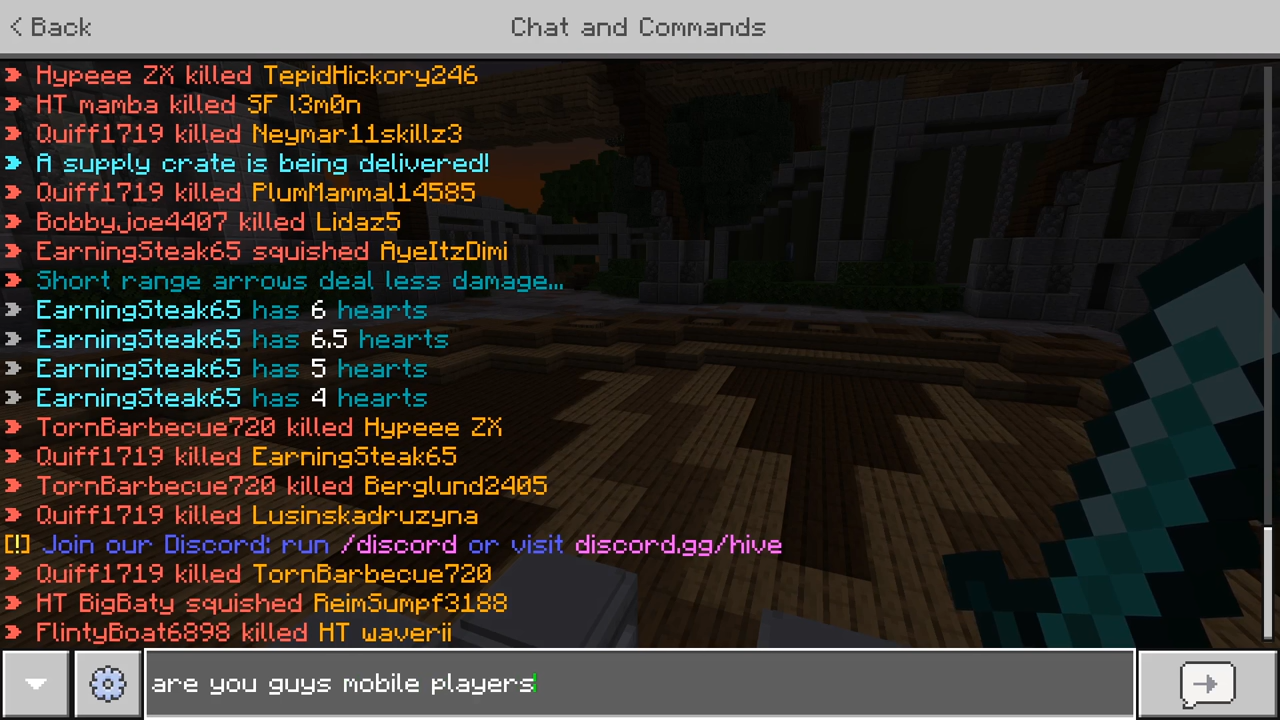 Back
Chat and Commands
Hypeee ZX killed TepidHickory246
HT mamba killed SF l3m0n
Quiff1719 killed Neymar11skillz3
A supply crate is being delivered!
Quiff1719 killed PlumMammal14585
Bobbyjoe4407 killed Lidaz5
EarningSteak65 squished AyeItzDimi
Short range arrows deal less damage...
EarningSteak65 has 6 hearts
EarningSteak65 has 6.5 hearts
EarningSteak65 has 5 hearts
EarningSteak65 has 4 hearts
TornBarbecue720 killed Hypeee ZX
Quiff1719 killed EarningSteak65
TornBarbecue720 killed Berglund2405
Quiff1719 killed Lusinskadruzyna
[!] Join our Discord: run /discord or visit discord.gg/hive
Quiff1719 killed TornBarbecue720
HT BigBaty squished ReimSumpf3188
FlintyBoat6898 killed HT waverii
are you guys mobile players